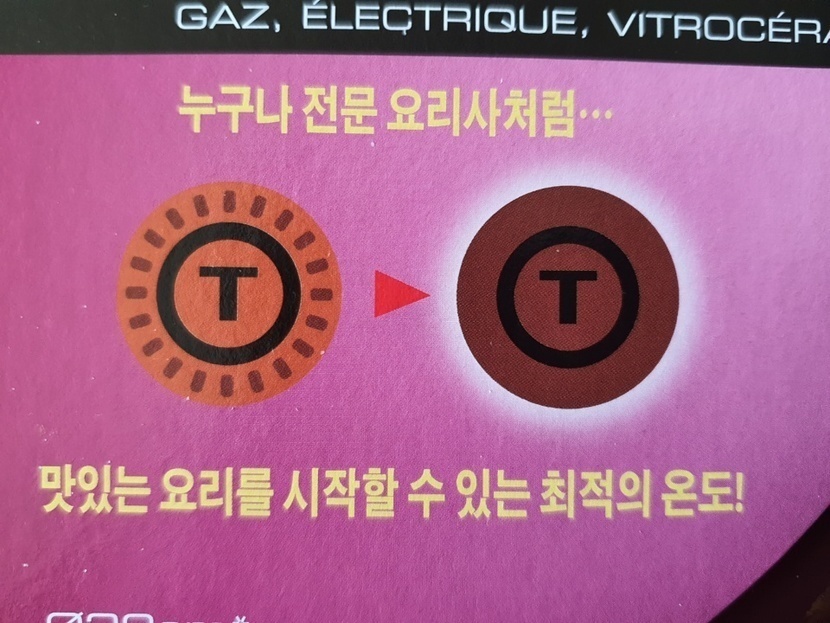 GAZ, ÉLECTRIQUE, VITROCÉRA
누구나 전문 요리사처럼···
T T
맛있는 요리를 시작할 수 있는 최적의 온도!